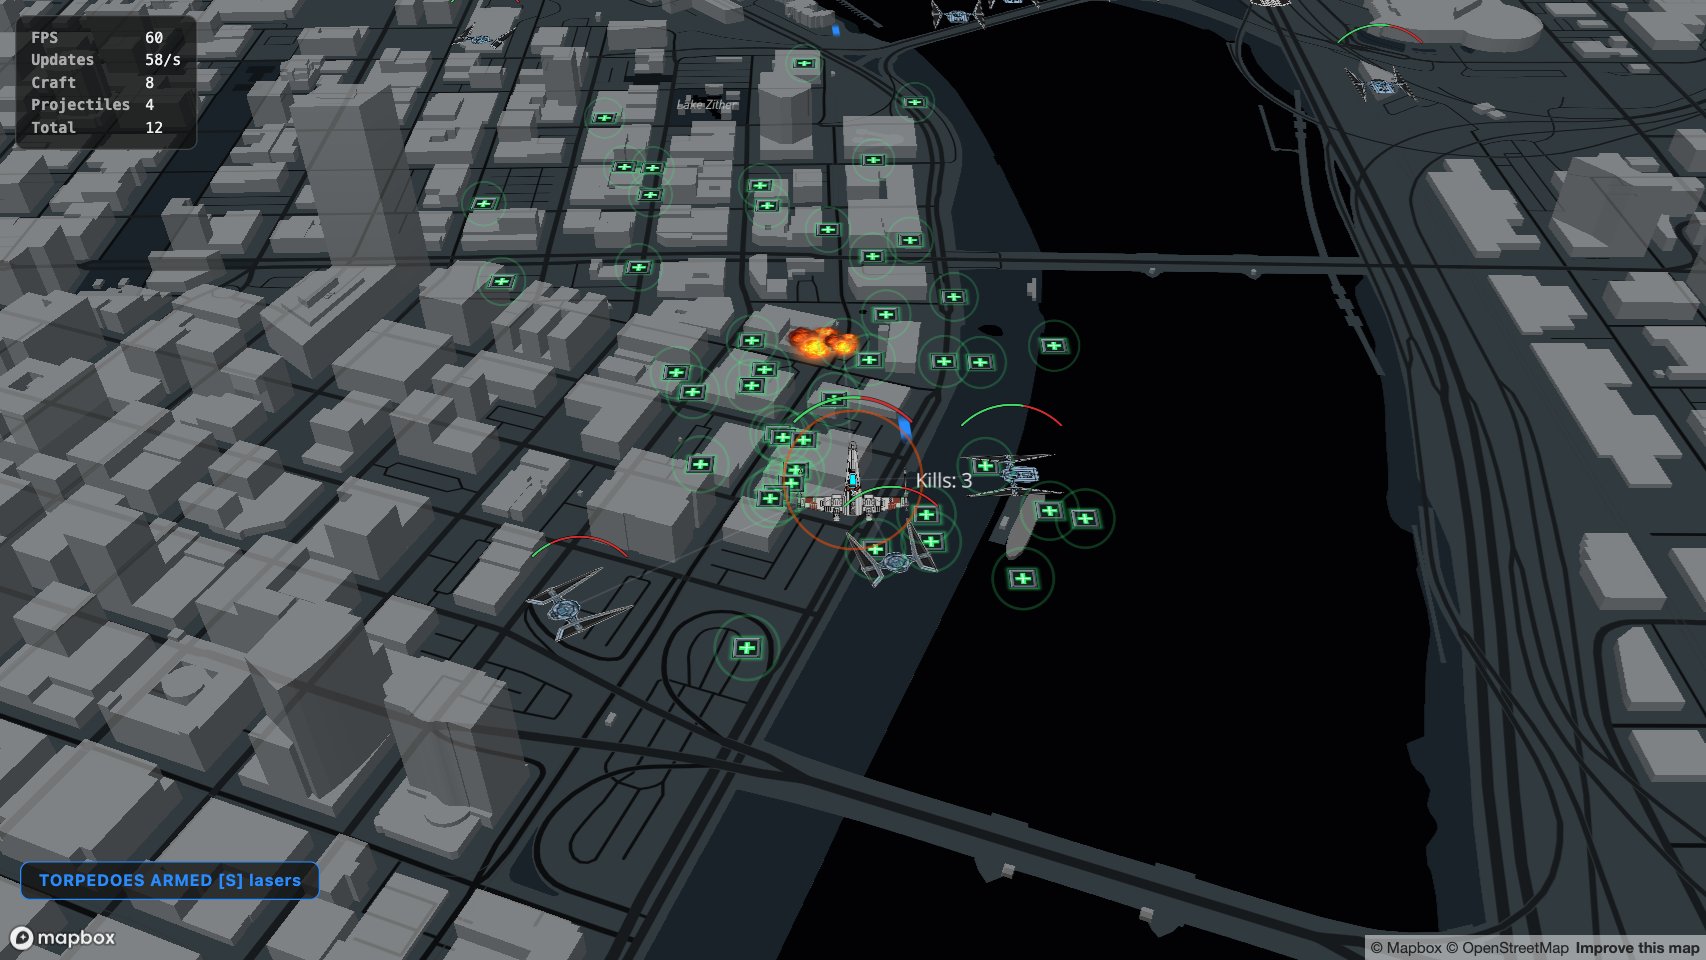 FPS 60
Updates 58/s
Craft 8
Projectiles 4
Total 12
Lake Zither
Kills: 3
TORPEDOES ARMED [S] lasers
mapbox
© Mapbox © OpenStreetMap Improve this map